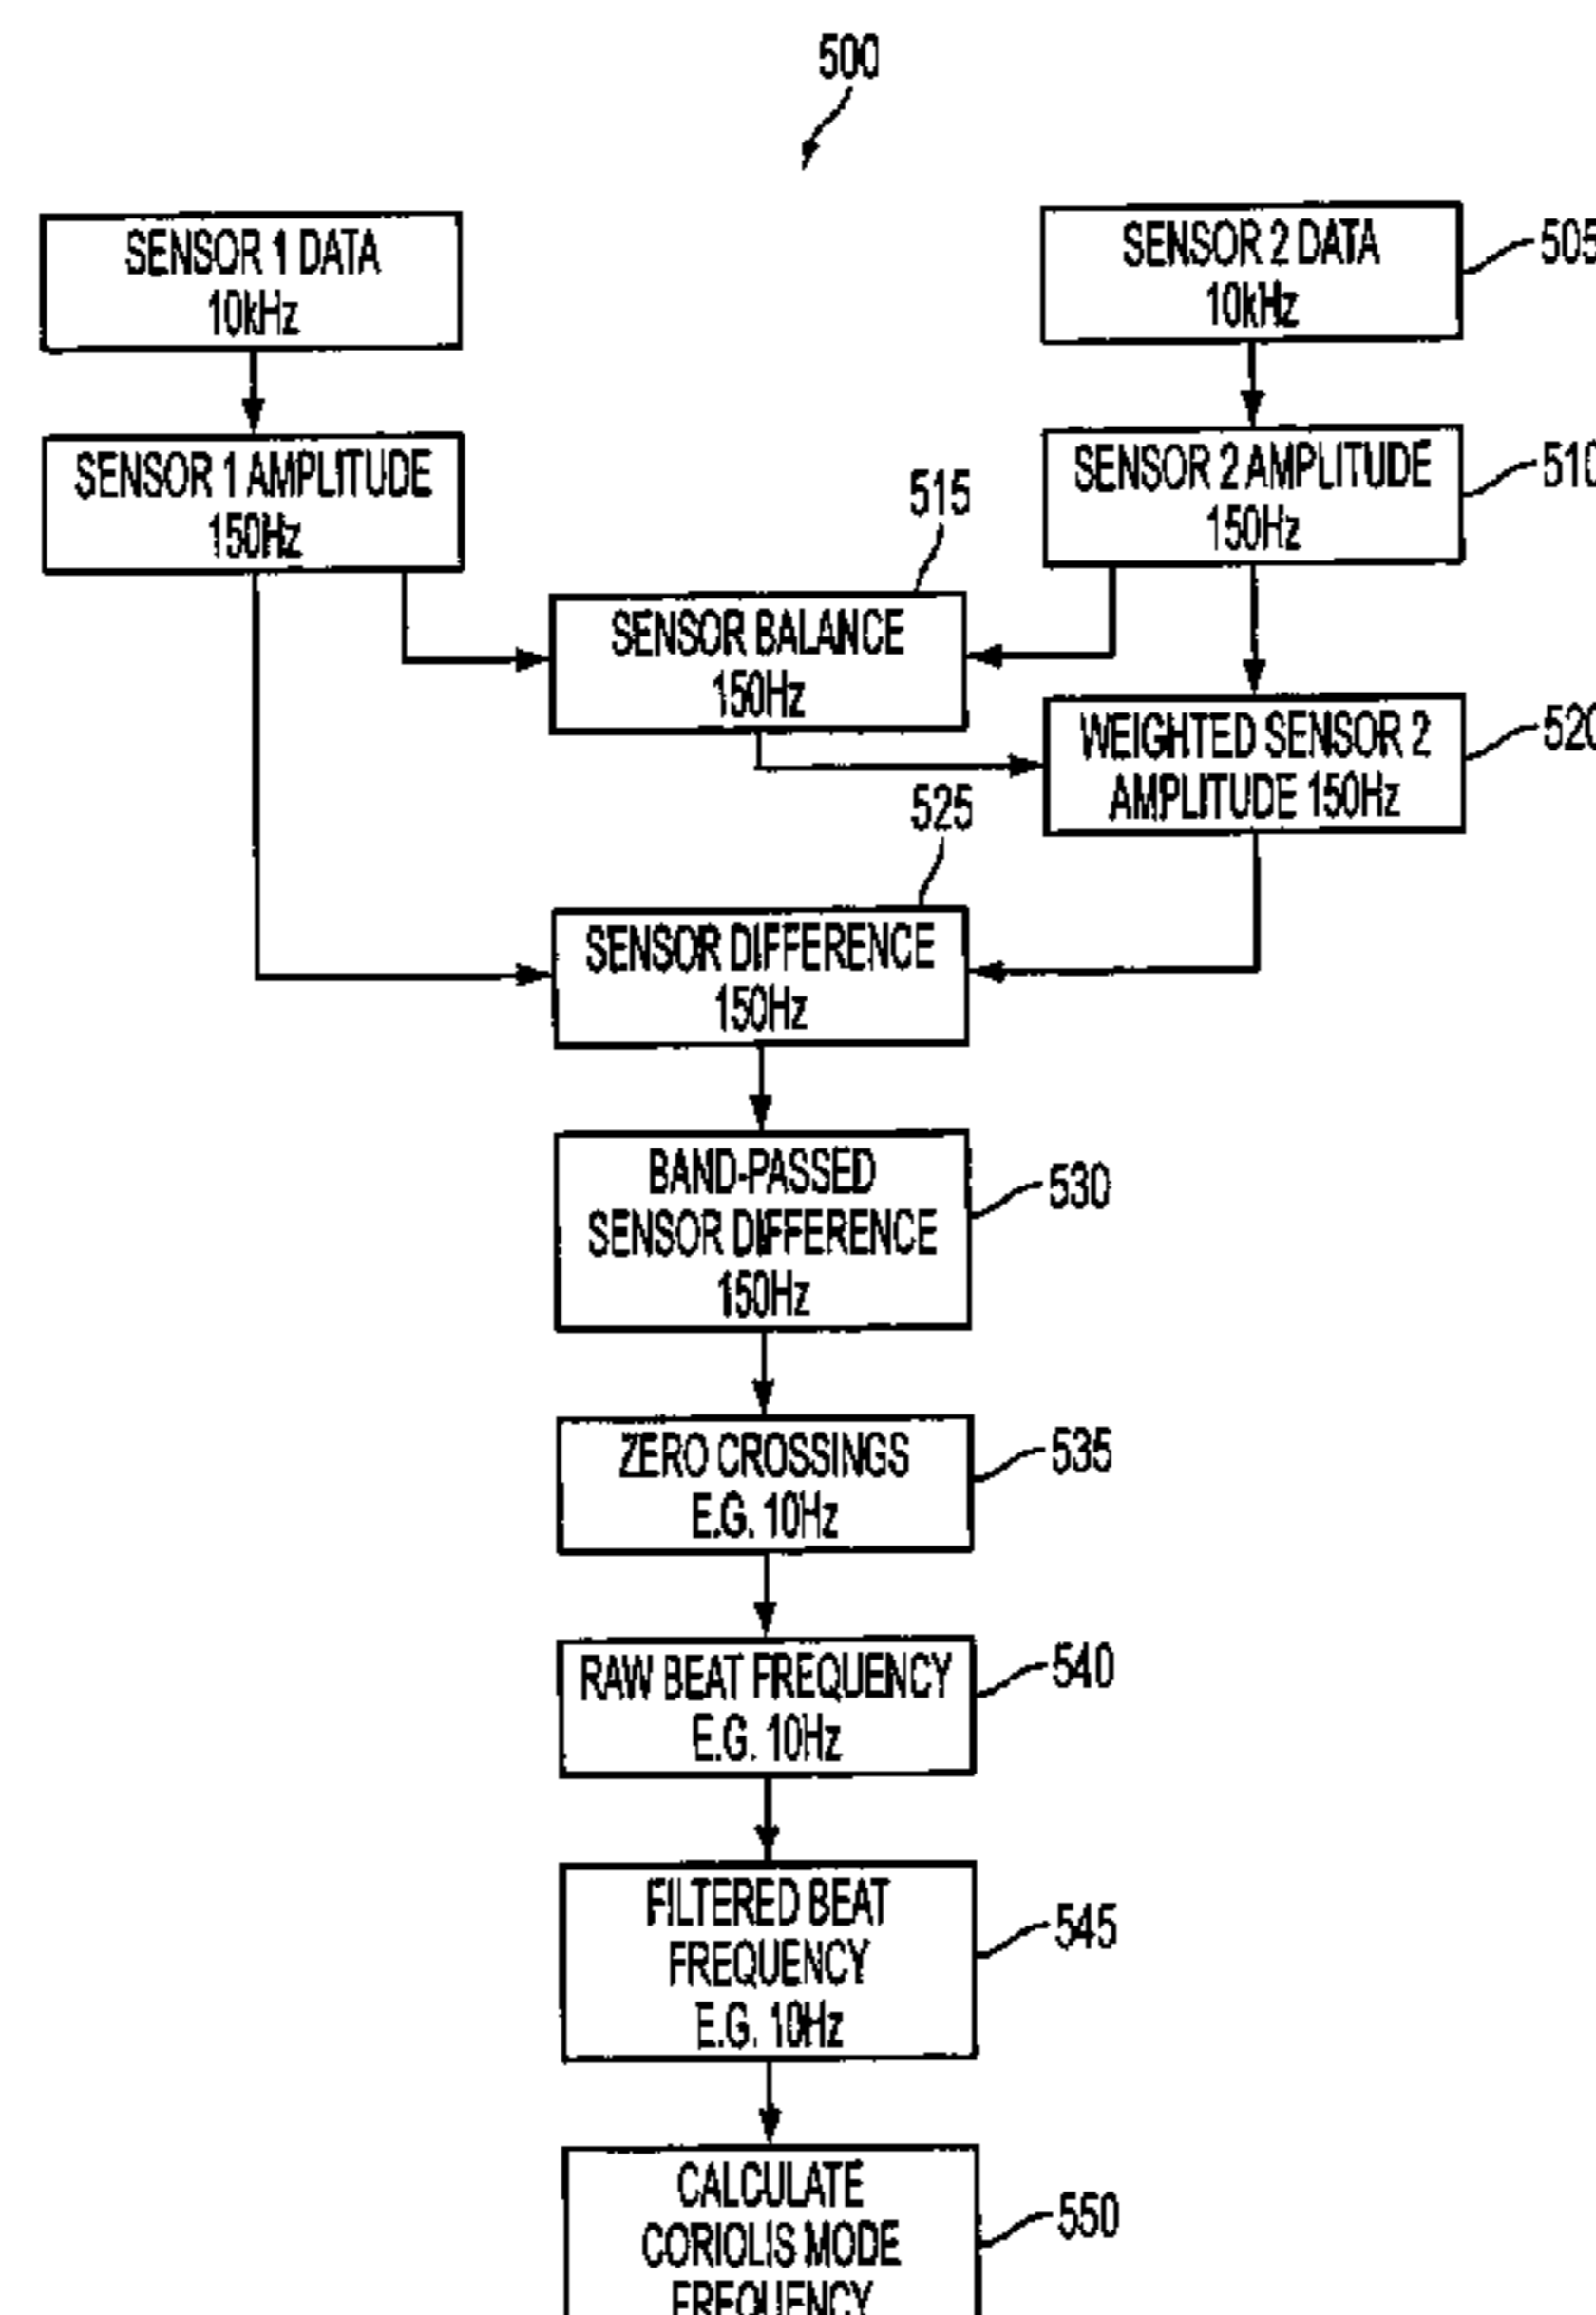 500
SENSOR 1 DATA
10kHz
SENSOR 2 DATA
10kHz
505
SENSOR 1 AMPLITUDE
150Hz
SENSOR 2 AMPLITUDE
150Hz
510
515
SENSOR BALANCE
150Hz
WEIGHTED SENSOR 2
AMPLITUDE 150Hz
520
525
SENSOR DIFFERENCE
150Hz
BAND-PASSED
SENSOR DIFFERENCE
150Hz
530
ZERO CROSSINGS
E.G. 10Hz
535
RAW BEAT FREQUENCY
E.G. 10Hz
540
FILTERED BEAT
FREQUENCY
E.G. 10Hz
545
CALCULATE
CORIOLIS MODE
FREQUENCY
550